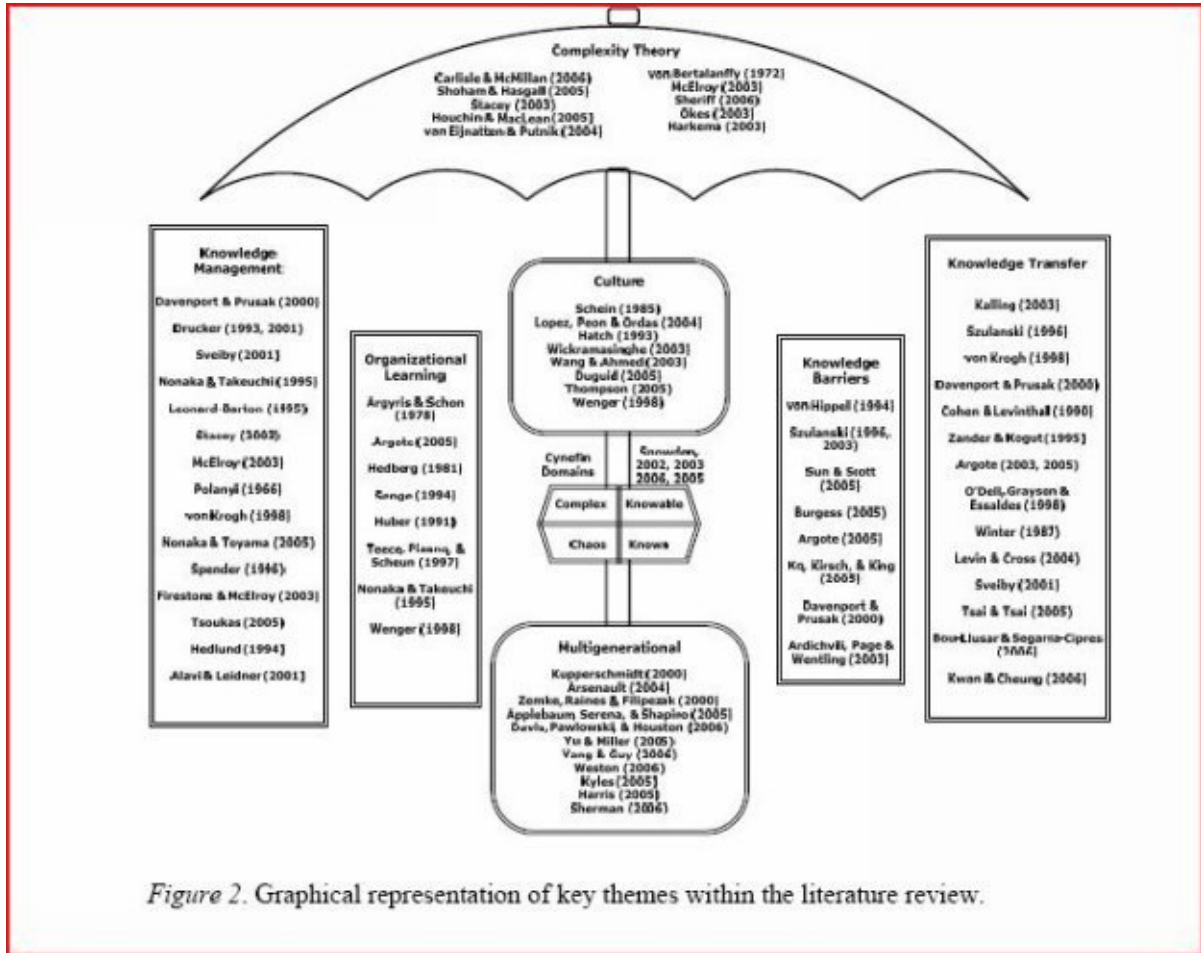 Complexity Theory
Carlisle & McMillan (2006)
Shoham & Hasgall (2005)
Stacey (2003)
Houchin & MacLean (2005)
van Eijnatten & Putnik (2004)
von Bertalanffy (1972)
McElroy (2003)
Sheriff (2006)
Okes (2003)
Harkema (2003)
Knowledge
Management
Davenport & Prusak (2000)
Drucker (1993, 2001)
Sveiby (2001)
Nonaka & Takeuchi (1995)
Leonard-Barton (1995)
Stacey (2003)
McElroy (2003)
Polanyi (1966)
von Krogh (1998)
Nonaka & Toyama (2005)
Spender (1996)
Firestone & McElroy (2003)
Tsoukas (2005)
Hedlund (1994)
Alavi & Leidner (2001)
Organizational
Learning
Argyris & Schon
(1978)
Argote (2005)
Hedberg (1981)
Senge (1994)
Huber (1991)
Teece, Pisano, &
(1997)
Nonaka & Takeuchi
(1995)
Wenger (1998)
Culture
Schein (1985)
Lopez, Peon & Ordas (2004)
Hatch (1993)
Wickramasinghe (2003)
Wang & Ahmed (2003)
Duguid (2005)
Thompson (2005)
Wenger (1998)
Cynefin
Domains
Snowden,
2002, 2003
2006, 2005
Complex
Knowable
Chaos
Known
Multigenerational
Kupperschmidt (2000)
Arsenault (2004)
Zemke, Raines & Filipczak (2000)
Applebaum, Serena, & Shapiro (2005)
Davis, Pawlowski, & Houston (2006)
Yu & Miller (2005)
Yang & Guy (2006)
Weston (2006)
Kyles (2005)
Harris (2005)
Sherman (2006)
Knowledge
Barriers
von Hippel (1994)
Szulanski (1996,
2003)
Sun & Scott
(2005)
Burgess (2005)
Argote (2005)
Ko, Kirsch, & King
(2005)
Davenport &
Prusak (2000)
Ardichvili, Page &
Wentling (2003)
Knowledge Transfer
Kalling (2003)
Szulanski (1996)
von Krogh (1998)
Davenport & Prusak (2000)
Cohen & Levinthall (1990)
Zander & Kogut (1995)
Argote (2003, 2005)
O'Dell, Grayson &
Essaides (1998)
Winter (1987)
Levin & Cross (2004)
Sveiby (2001)
Tsai & Tsai (2005)
Bou-Llusar & Segarra-Cipres
(2006)
Kwan & Cheung (2006)
Figure 2. Graphical representation of key themes within the literature review.